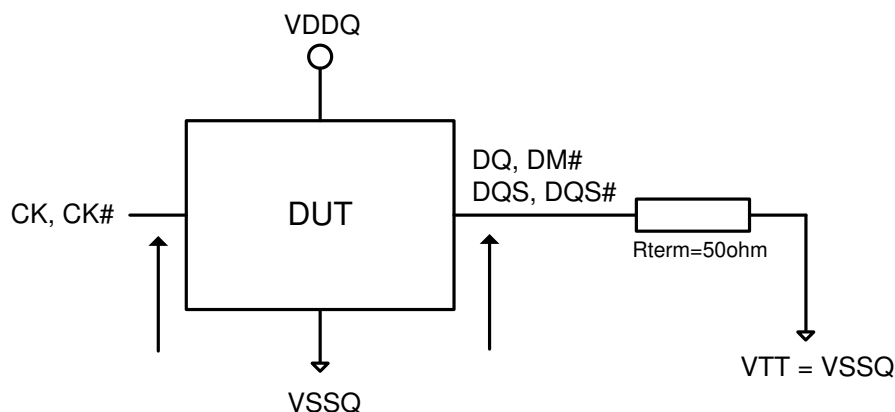 VDDQ
DQ, DM#
DQS, DQS#
CK, CK#
DUT
Rterm=50ohm
VTT = VSSQ
VSSQ